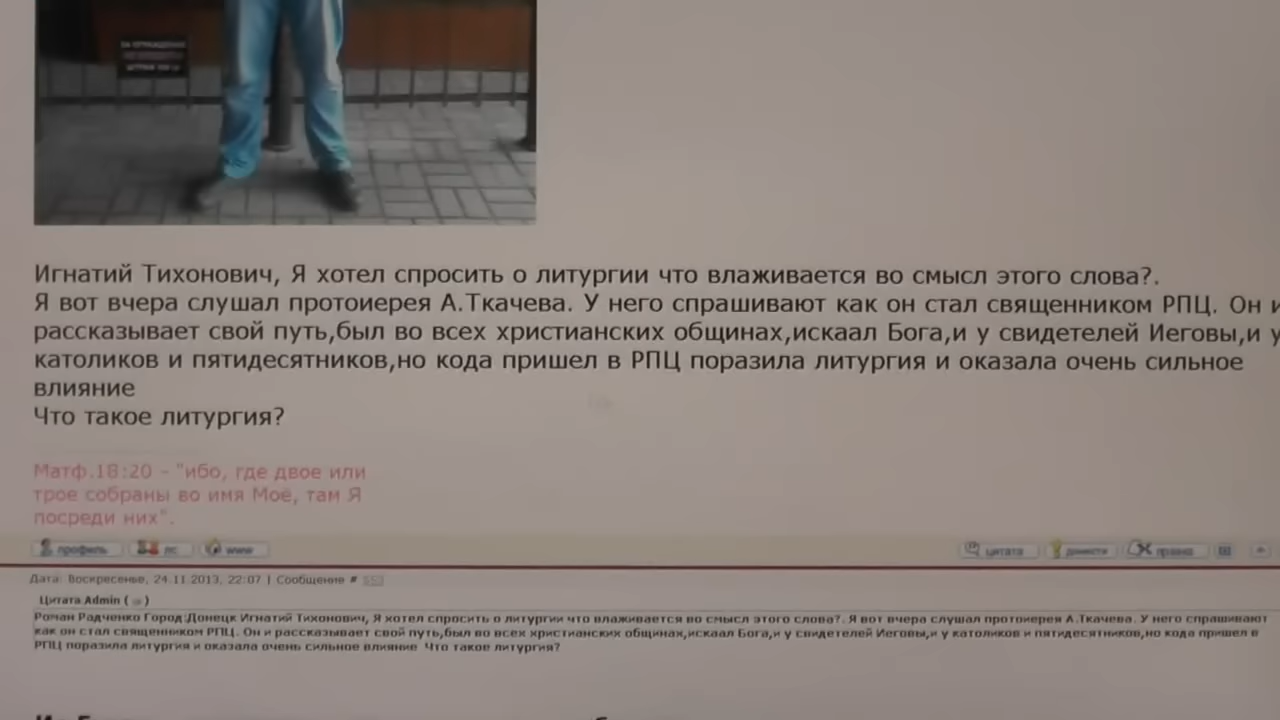 Игнатий Тихонович, Я хотел спросить о литургии что влаживается во смысл этого слова?.
Я вот вчера слушал протоиерея А.Ткачева. У него спрашивают как он стал священником РПЦ. Он и
рассказывает свой путь,был во всех христианских общинах,искаал Бога,и у свидетелей Иеговы,и у
католиков и пятидесятников,но кода пришел в РПЦ поразила литургия и оказала очень сильное
влияние
Что такое литургия?
Матф.18:20 - "ибо, где двое или
трое собраны во имя Моё, там Я
посреди них".
профиль лс www цитата правка
Дата: Воскресенье, 24.11.2013, 22:07 | Сообщение #
Цитата Admin ( )
Роман Радченко Город:Донецк Игнатий Тихонович, Я хотел спросить о литургии что влаживается во смысл этого слова?. Я вот вчера слушал протоиерея А.Ткачева. У него спрашивают
как он стал священником РПЦ. Он и рассказывает свой путь,был во всех христианских общинах,искаал Бога,и у свидетелей Иеговы,и у католиков и пятидесятников,но кода пришел в
РПЦ поразила литургия и оказала очень сильное влияние Что такое литургия?